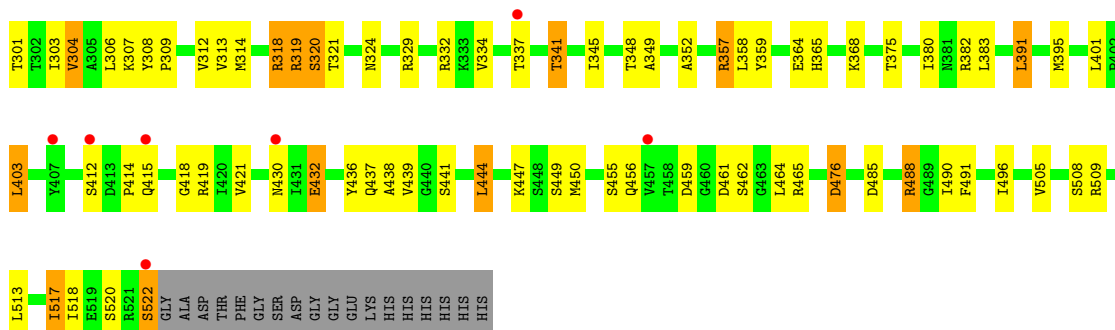 T301 T302 I303 V304 A305 L306 K307 Y308 P309 V312 V313 M314 R318 R319 S320 T321 N324 R329 R332 K333 V334 T337 T341 I345 T348 A349 A352 R357 L358 Y359 E364 H365 K368 T375 I380 N381 R382 L383 L391 M395 L401 R402
L403 Y407 S412 D413 P414 Q415 G418 R419 I420 V421 N430 I431 E432 Y436 Q437 A438 V439 G440 S441 L444 K447 S448 S449 M450 S455 Q456 V457 T458 D459 G460 D461 S462 G463 L464 R465 D476 D485 R488 G489 I490 F491 I496 V505 S508 R509
L513 I517 I518 E519 S520 R521 S522 GLY ALA ASP THR PHE GLY SER ASP GLY GLY GLU LYS HIS HIS HIS HIS HIS HIS